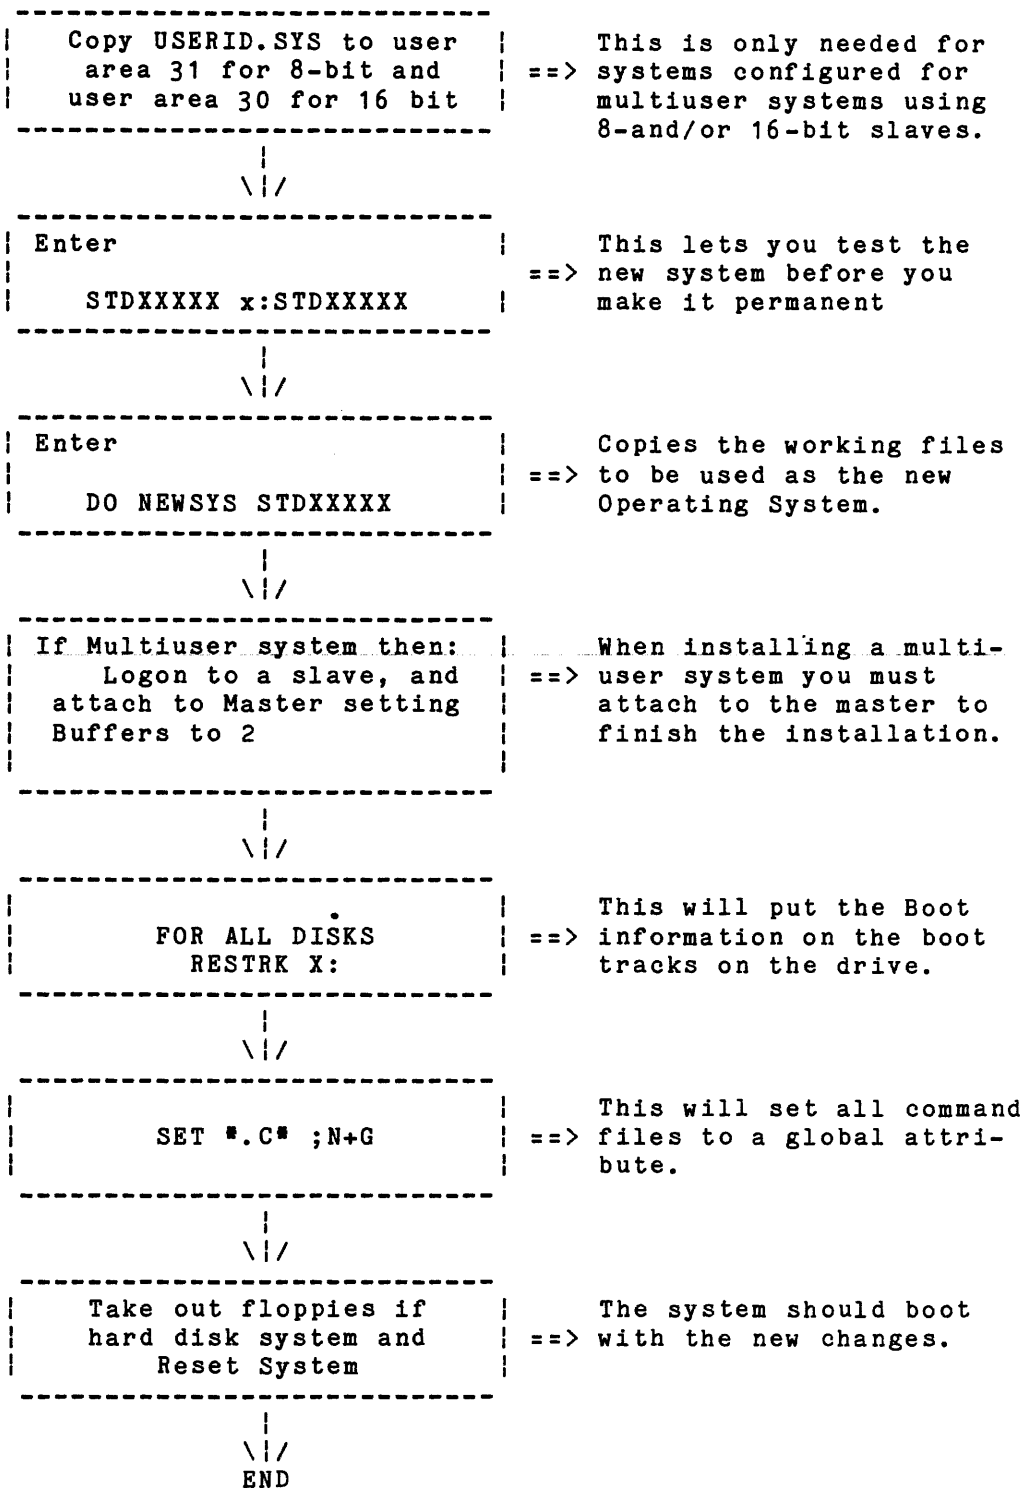 Copy USERID.SYS to user
area 31 for 8-bit and
user area 30 for 16 bit
This is only needed for
==> systems configured for
multiuser systems using
8-and/or 16-bit slaves.
Enter
STDXXXXX x:STDXXXXX
This lets you test the
==> new system before you
make it permanent
Enter
DO NEWSYS STDXXXXX
Copies the working files
==> to be used as the new
Operating System.
If Multiuser system then:
Logon to a slave, and
attach to Master setting
Buffers to 2
When installing a multi-
==> user system you must
attach to the master to
finish the installation.
FOR ALL DISKS
RESTRK X:
This will put the Boot
==> information on the boot
tracks on the drive.
SET *.C* ;N+G
This will set all command
==> files to a global attri-
bute.
Take out floppies if
hard disk system and
Reset System
The system should boot
==> with the new changes.
END